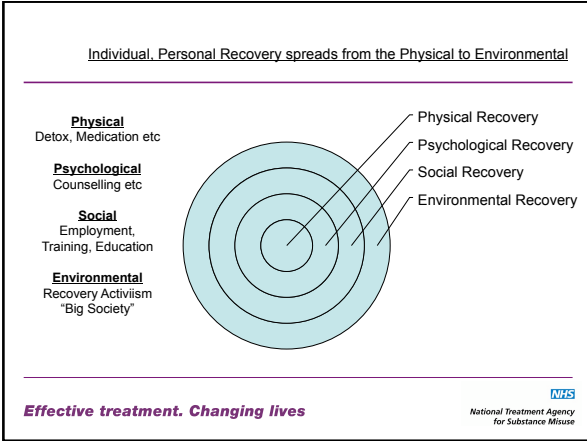 Individual, Personal Recovery spreads from the Physical to Environmental
Physical
Detox, Medication etc
Psychological
Counselling etc
Social
Employment,
Training, Education
Environmental
Recovery Activiism
“Big Society”
Physical Recovery
Psychological Recovery
Social Recovery
Environmental Recovery
Effective treatment. Changing lives
NHS
National Treatment Agency
for Substance Misuse